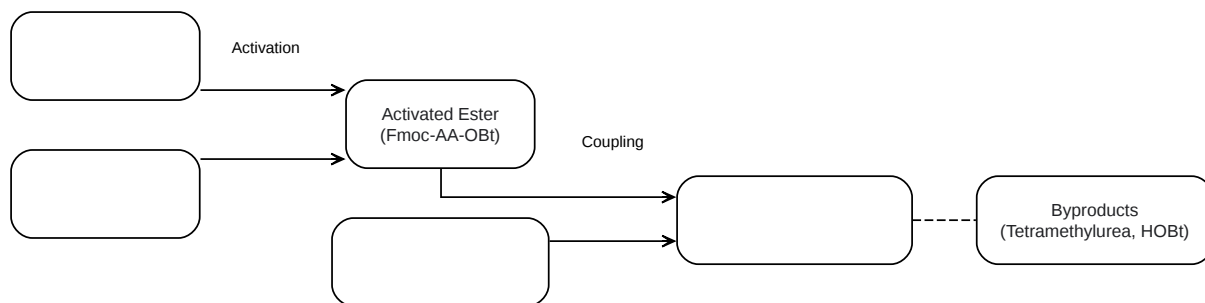 Activation
Activated Ester
(Fmoc-AA-OBt)
Coupling
Byproducts
(Tetramethylurea, HOBt)